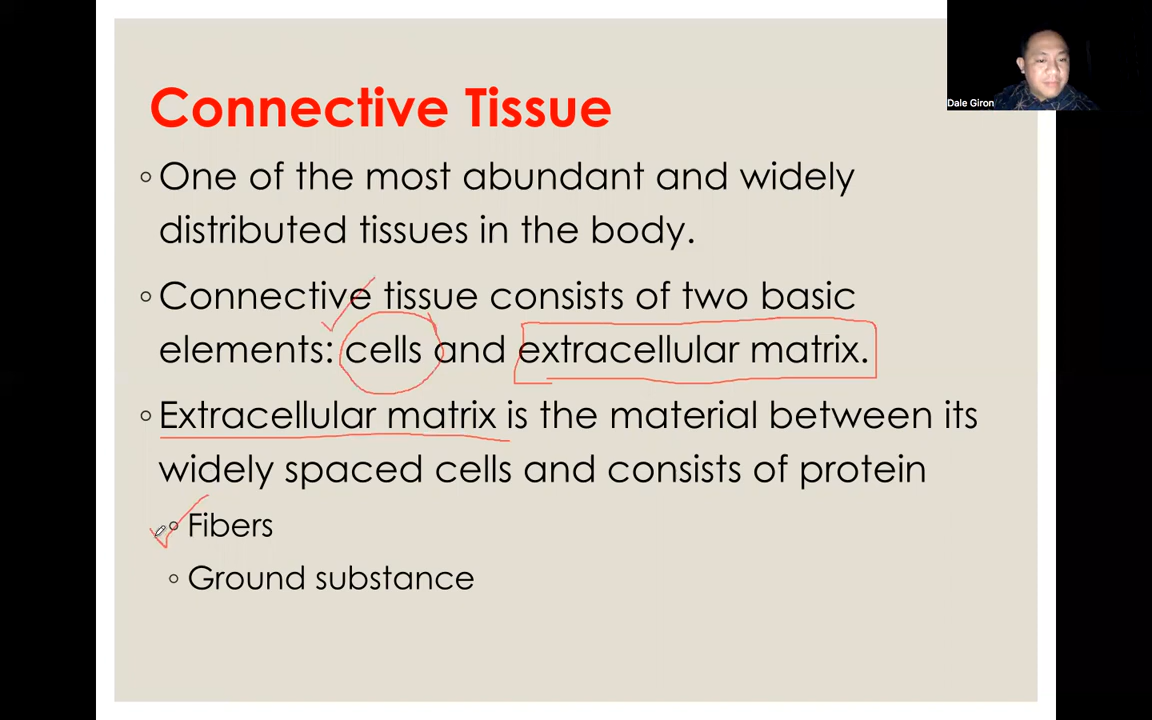 Connective Tissue
Dale Giron
◦ One of the most abundant and widely
distributed tissues in the body.
◦ Connective tissue consists of two basic
elements: cells and extracellular matrix.
◦ Extracellular matrix is the material between its
widely spaced cells and consists of protein
◦ Fibers
◦ Ground substance